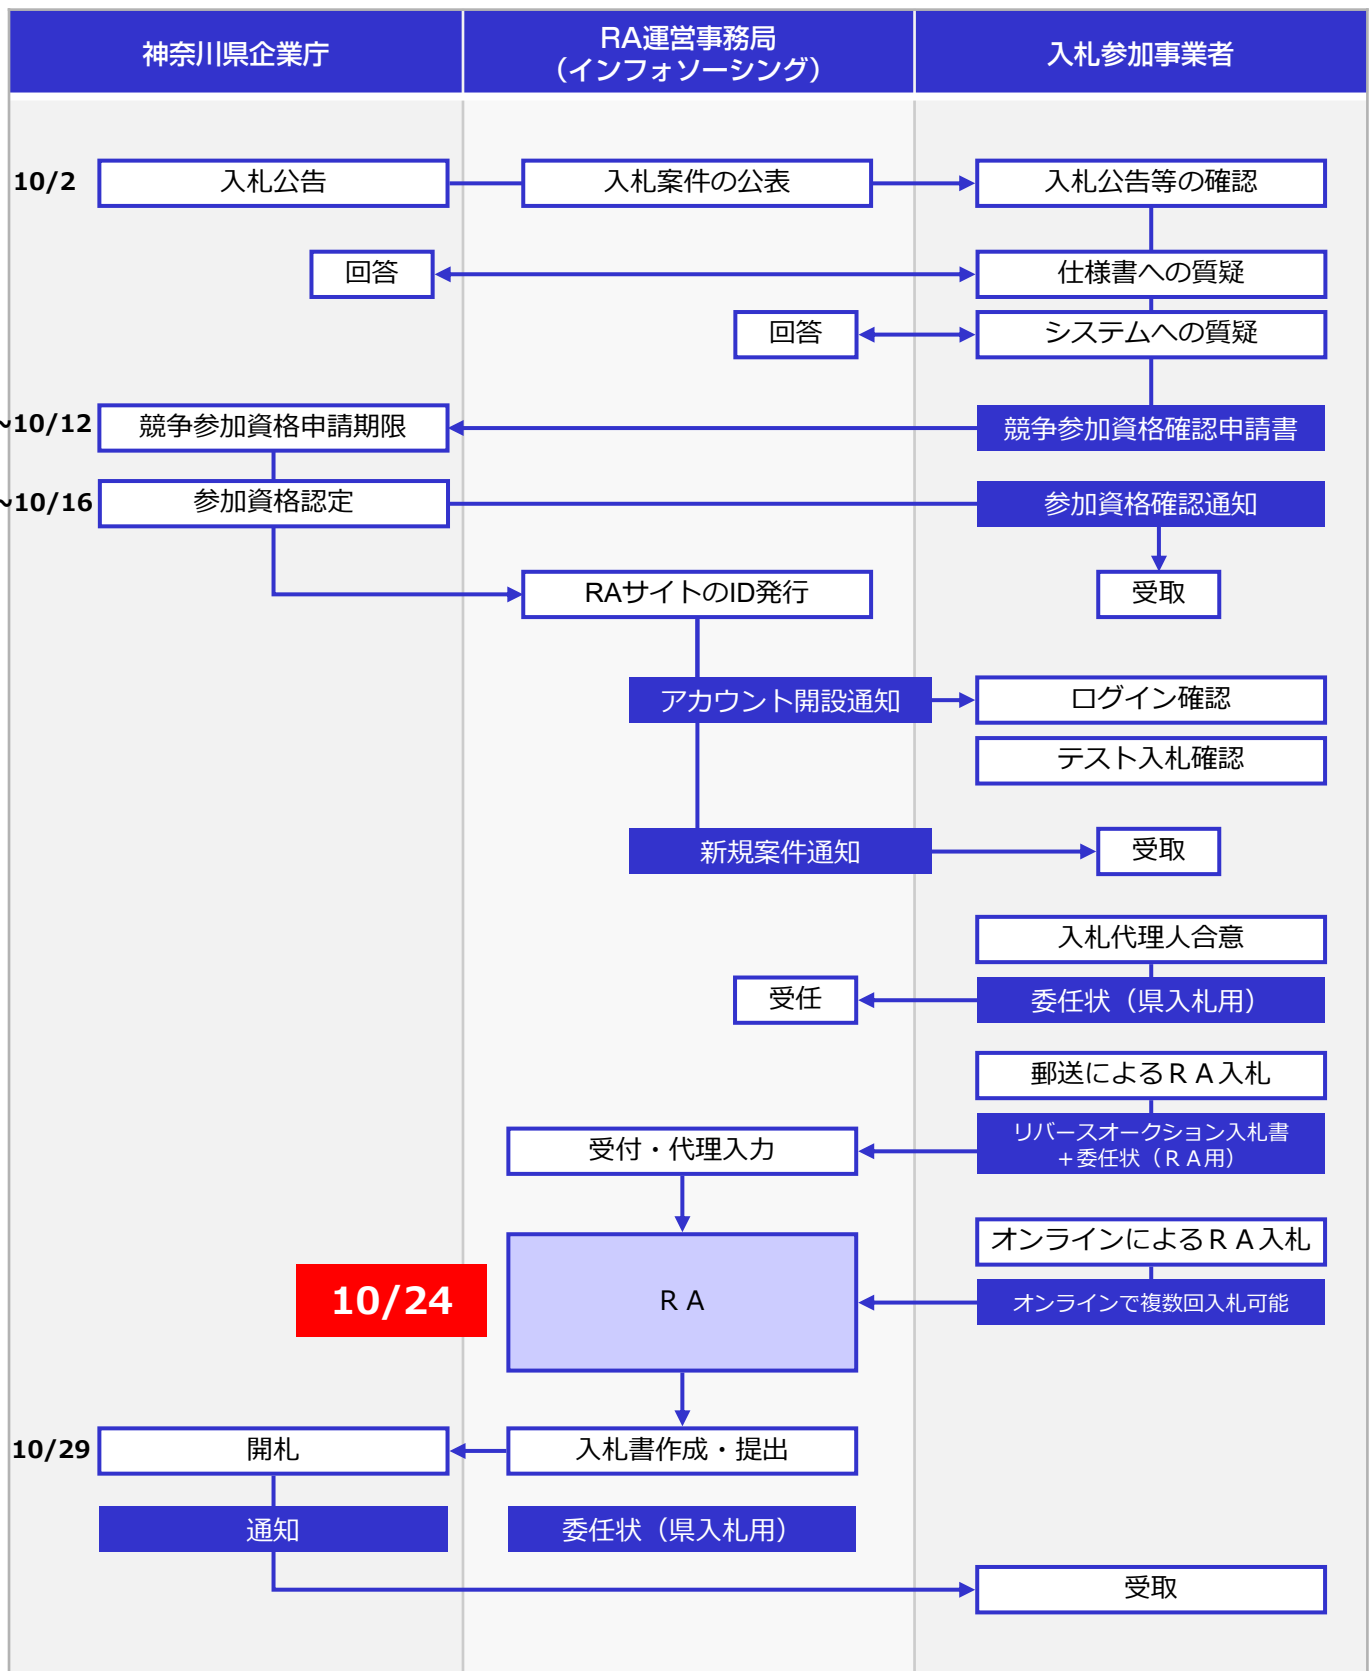 神奈川県企業庁
RA運営事務局
（インフォソーシング）
入札参加事業者
10/2
入札公告
入札案件の公表
入札公告等の確認
回答
仕様書への質疑
回答
システムへの質疑
~10/12
競争参加資格申請期限
競争参加資格確認申請書
~10/16
参加資格認定
参加資格確認通知
RAサイトのID発行
受取
アカウント開設通知
ログイン確認
テスト入札確認
新規案件通知
受取
入札代理人合意
受任
委任状（県入札用）
郵送によるＲＡ入札
受付・代理入力
リバースオークション入札書
＋委任状（ＲＡ用）
オンラインによるＲＡ入札
10/24
ＲＡ
オンラインで複数回入札可能
10/29
開札
入札書作成・提出
通知
委任状（県入札用）
受取